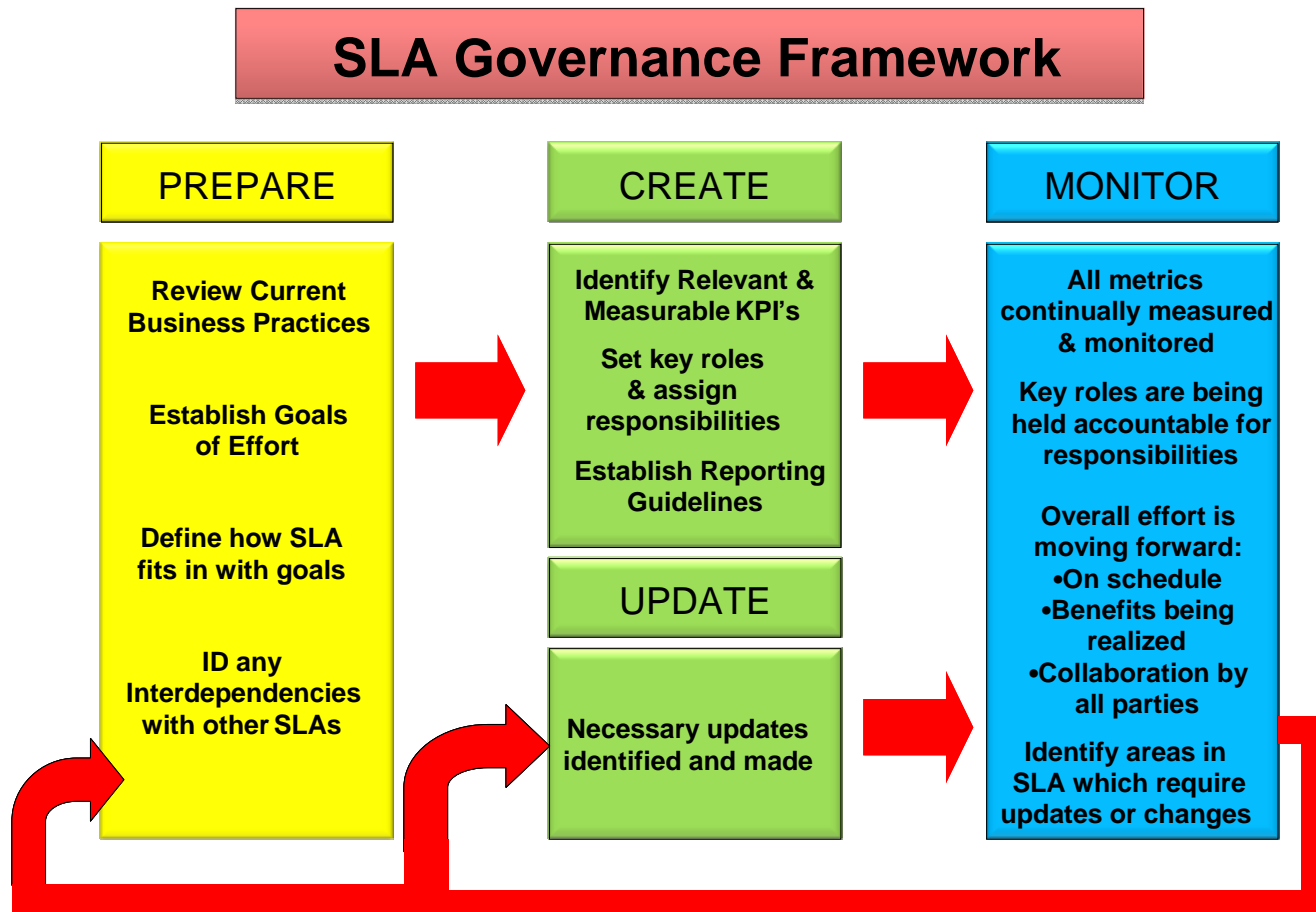 SLA Governance Framework
PREPARE
Review Current
Business Practices
Establish Goals
of Effort
Define how SLA
fits in with goals
ID any
Interdependencies
with other SLAs
CREATE
Identify Relevant &
Measurable KPI’s
Set key roles
& assign
responsibilities
Establish Reporting
Guidelines
UPDATE
Necessary updates
identified and made
MONITOR
All metrics
continually measured
& monitored
Key roles are being
held accountable for
responsibilities
Overall effort is
moving forward:
•On schedule
•Benefits being
realized
•Collaboration by
all parties
Identify areas in
SLA which require
updates or changes